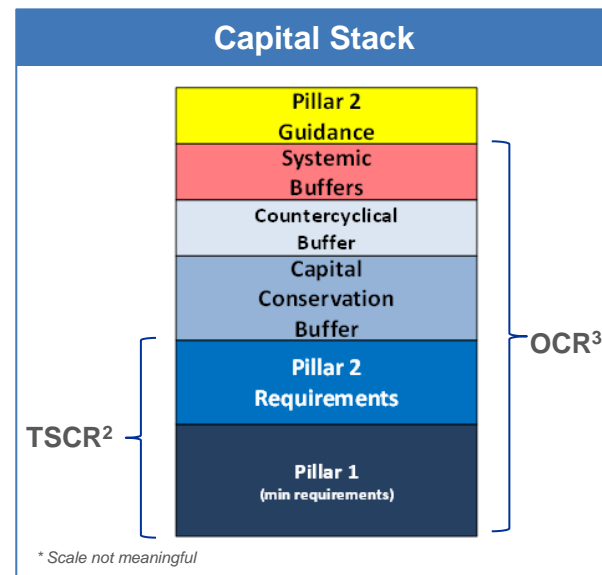 Capital Stack
Pillar 2
Guidance
Systemic
Buffers
Countercyclical
Buffer
Capital
Conservation
Buffer
OCR³
Pillar 2
Requirements
TSCR²
Pillar 1
(min requirements)
* Scale not meaningful